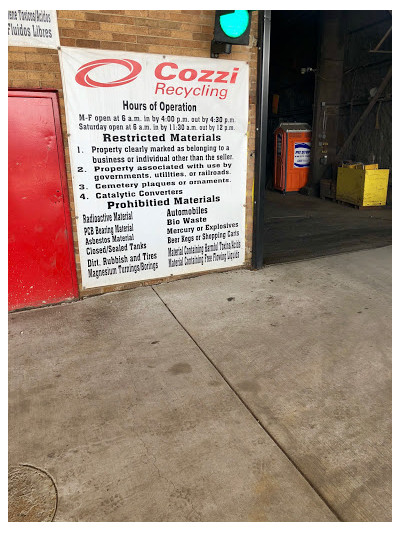 Fluidos Libres
Cozzi
Recycling
Hours of Operation
M-F open at 6 a.m. in by 4:00 p.m. out by 4:30 p.m.
Saturday open at 6 a.m. in by 11:30 a.m. out by 12 p.m.
Restricted Materials
1. Property clearly marked as belonging to a
business or individual other than the seller.
2. Property associated with use by
governments, utilities, or railroads.
3. Cemetery plaques or ornaments.
4. Catalytic Converters
Prohibitied Materials
Radioactive Material
PCB Bearing Material
Asbestos Material
Closed/Sealed Tanks
Dirt, Rubbish and Tires
Magnesium Turnings/Borings
Automobiles
Bio Waste
Mercury or Explosives
Beer Kegs or Shopping Carts
Material Containing Harmful Toxins/Acids
Material Containing Free Flowing Liquids